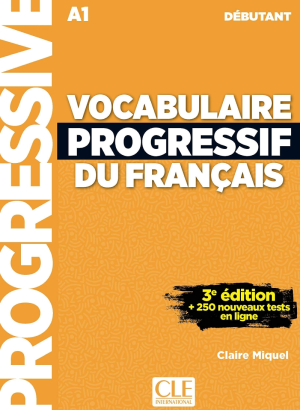 PROGRESSIVE
A1
DÉBUTANT
VOCABULAIRE
PROGRESSIF
DU FRANÇAIS
3e édition
+ 250 nouveaux tests
en ligne
Claire Miquel
CLE
INTERNATIONAL